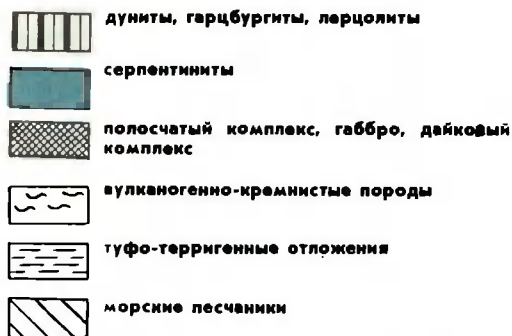 дуниты, гарцбургиты, лерцолиты
серпентиниты
полосчатый комплекс, габбро, дайковый
комплекс
вулканогенно-кремнистые породы
туфо-терригенные отложения
морские песчаники